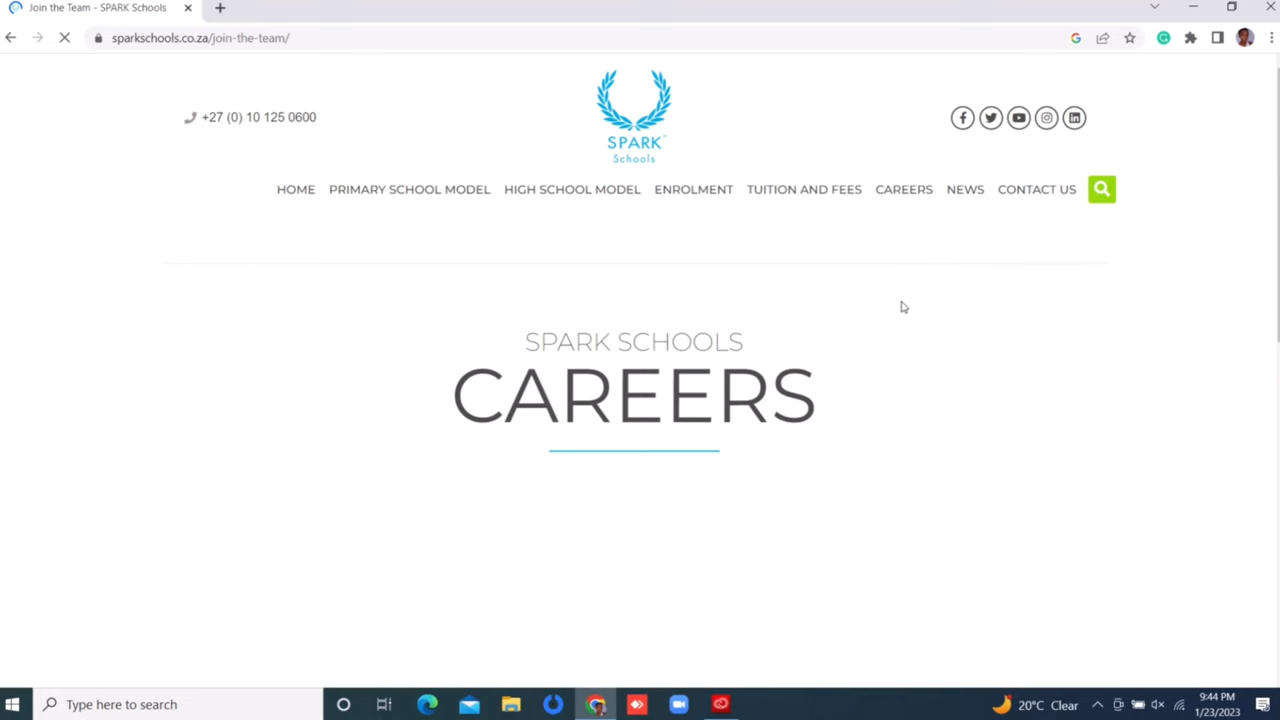 Join the Team - SPARK Schools
sparkschools.co.za/join-the-team/
+27 (0) 10 125 0600
SPARK™
Schools
HOME PRIMARY SCHOOL MODEL HIGH SCHOOL MODEL ENROLMENT TUITION AND FEES CAREERS NEWS CONTACT US
SPARK SCHOOLS
CAREERS
Type here to search
20°C Clear
9:44 PM
1/23/2023